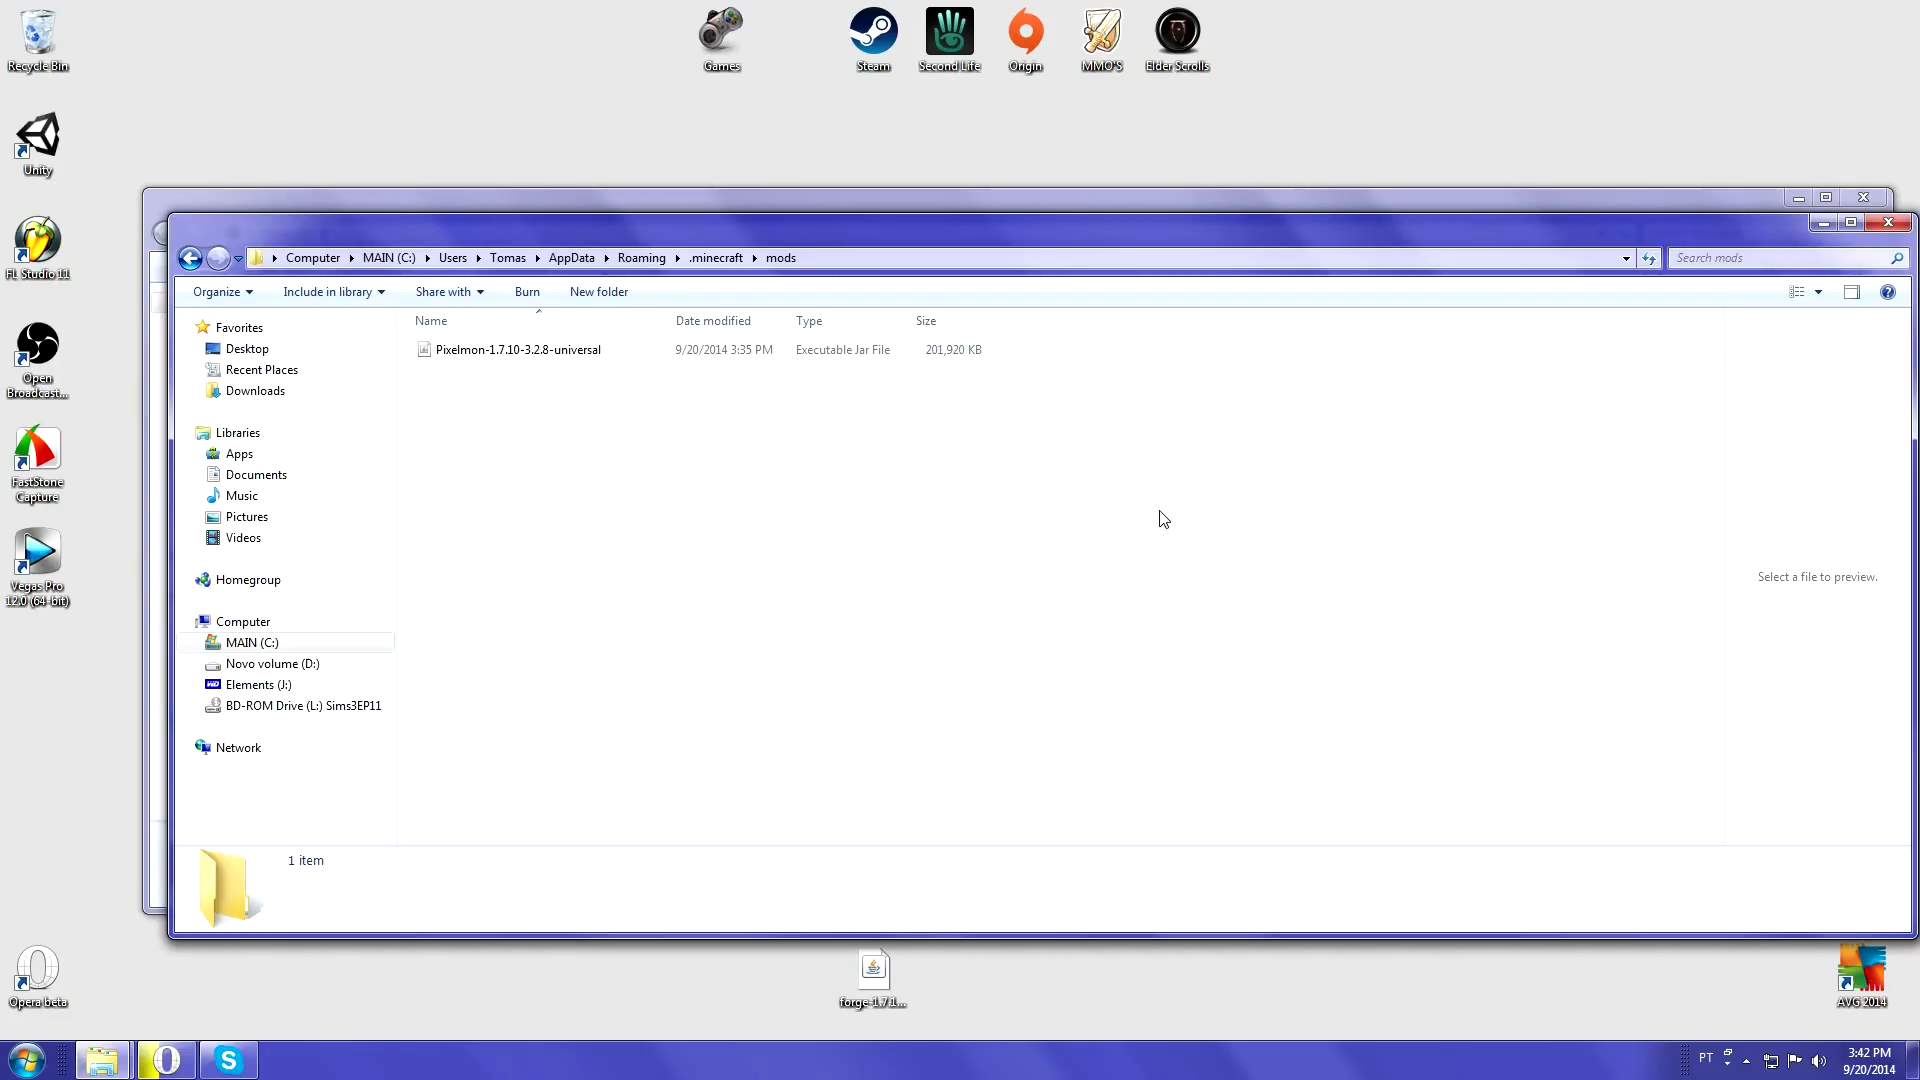 Recycle Bin
Games
Steam
Second Life
Origin
MMO'S
Elder Scrolls
Unity
FL Studio 11
Open
Broadcast...
FastStone
Capture
Vegas Pro
12.0 (64-bit)
Opera beta
Computer MAIN (C:) Users Tomas AppData Roaming .minecraft mods
Search mods
Organize Include in library Share with Burn New folder
Favorites
Desktop
Recent Places
Downloads
Libraries
Apps
Documents
Music
Pictures
Videos
Homegroup
Computer
MAIN (C:)
Novo volume (D:)
Elements (J:)
BD-ROM Drive (L:) Sims3EP11
Network
Name Date modified Type Size
Pixelmon-1.7.10-3.2.8-universal 9/20/2014 3:35 PM Executable Jar File 201,920 KB
Select a file to preview.
1 item
forge-1.7.1...
AVG 2014
PT
3:42 PM
9/20/2014